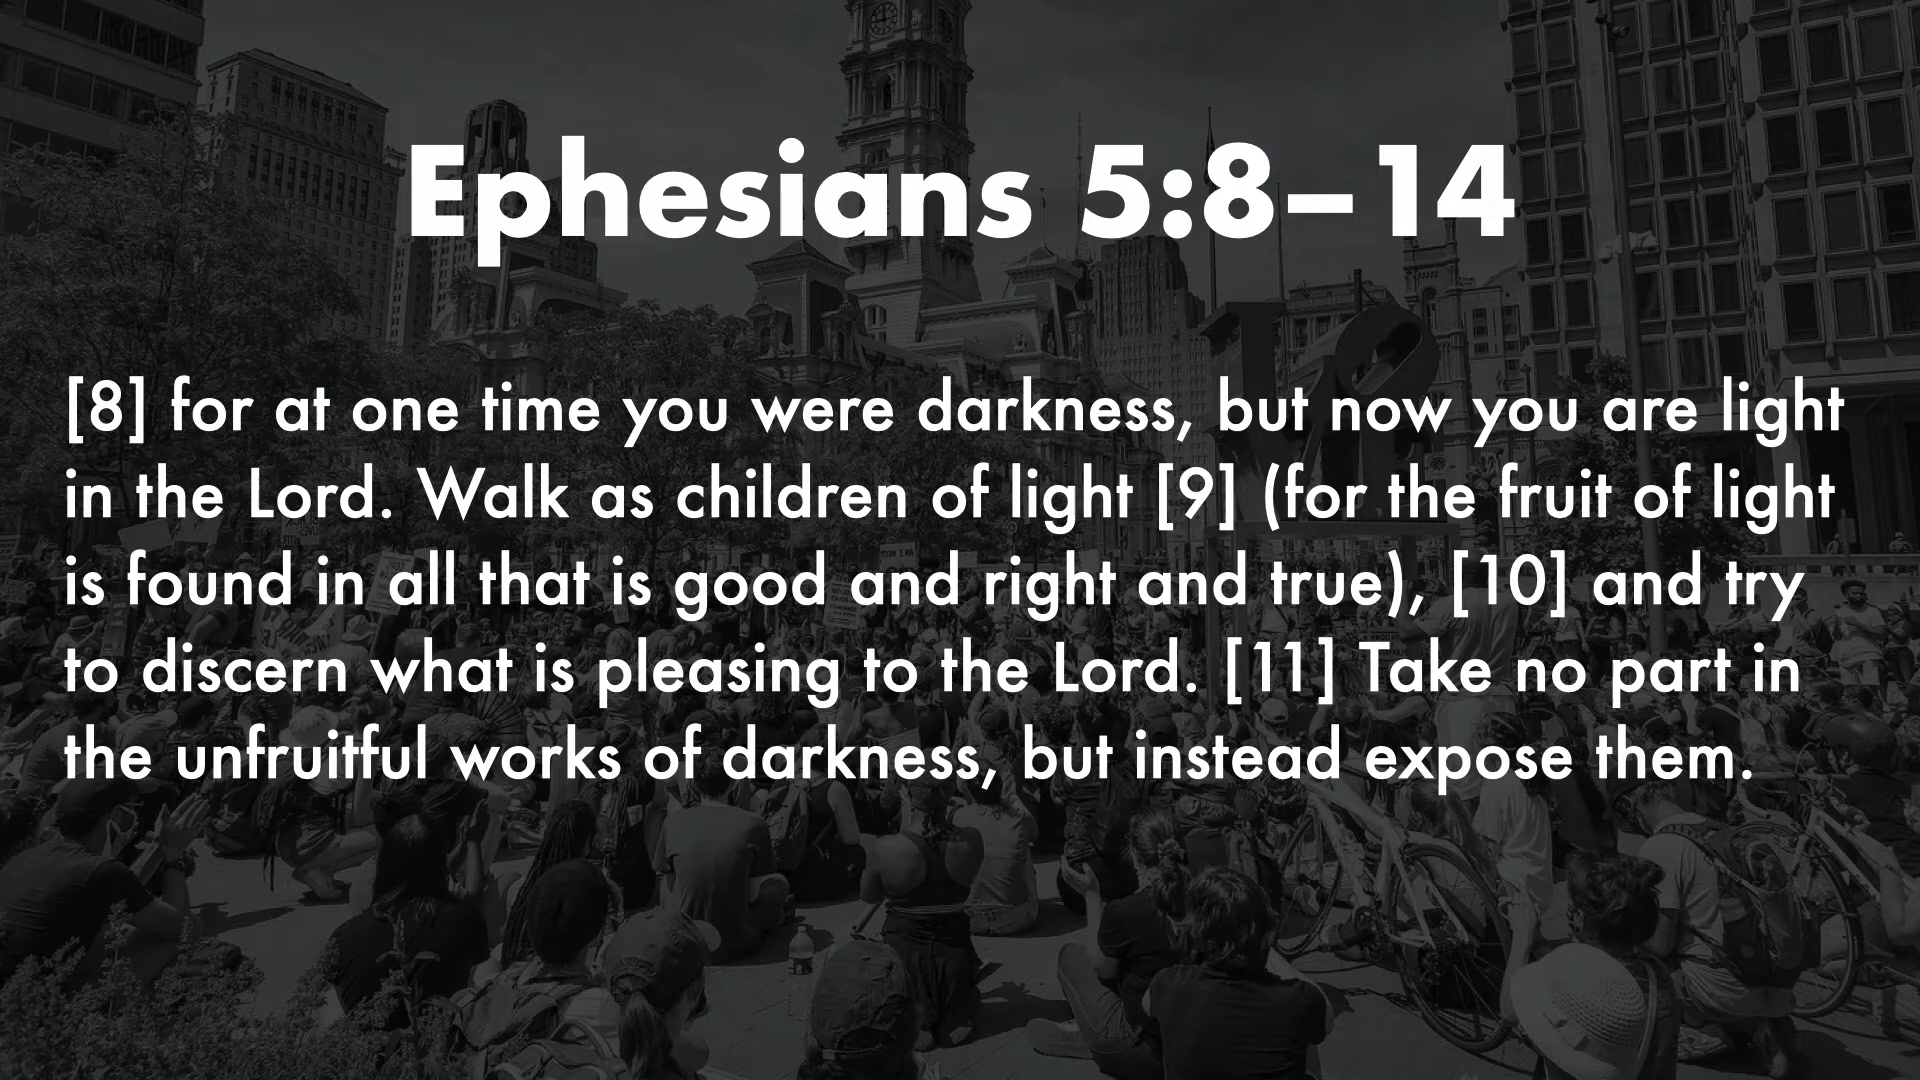 Ephesians 5:8–14
[8] for at one time you were darkness, but now you are light
in the Lord. Walk as children of light [9] (for the fruit of light
is found in all that is good and right and true), [10] and try
to discern what is pleasing to the Lord. [11] Take no part in
the unfruitful works of darkness, but instead expose them.